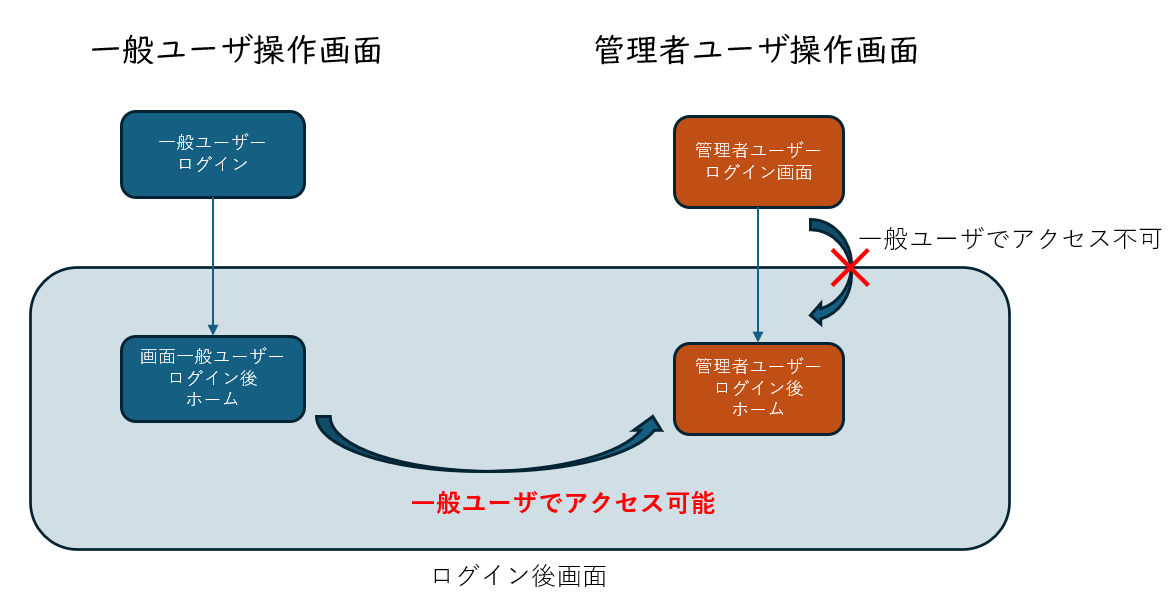 一般ユーザ操作画面
管理者ユーザ操作画面
一般ユーザー
ログイン
管理者ユーザー
ログイン画面
一般ユーザでアクセス不可
画面一般ユーザー
ログイン後
ホーム
管理者ユーザー
ログイン後
ホーム
一般ユーザでアクセス可能
ログイン後画面